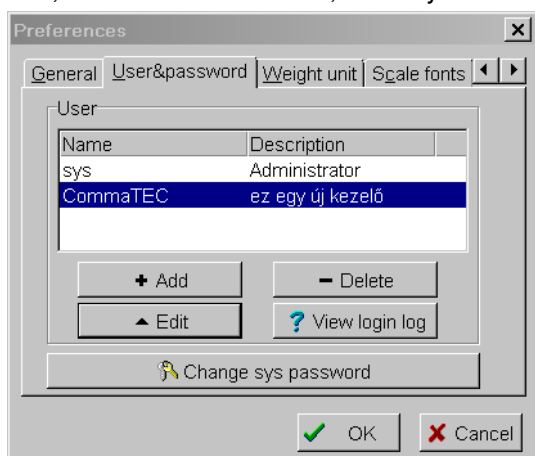 Preferences
General User&password Weight unit Scale fonts
User
Name Description
sys Administrator
CommaTEC ez egy új kezelő
Add Delete
Edit View login log
Change sys password
OK Cancel